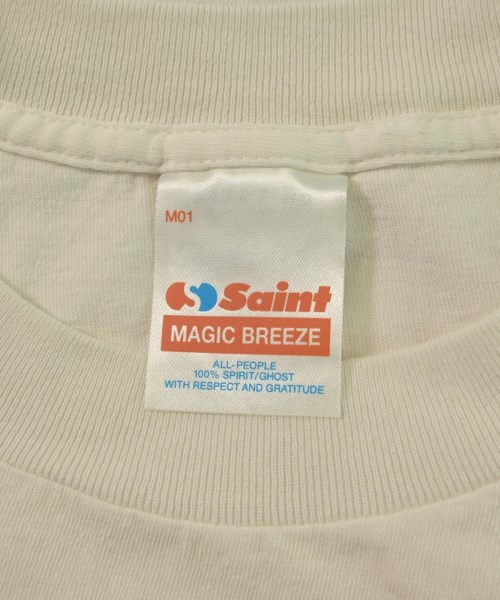 M01
Saint
MAGIC BREEZE
ALL-PEOPLE
100% SPIRIT/GHOST
WITH RESPECT AND GRATITUDE